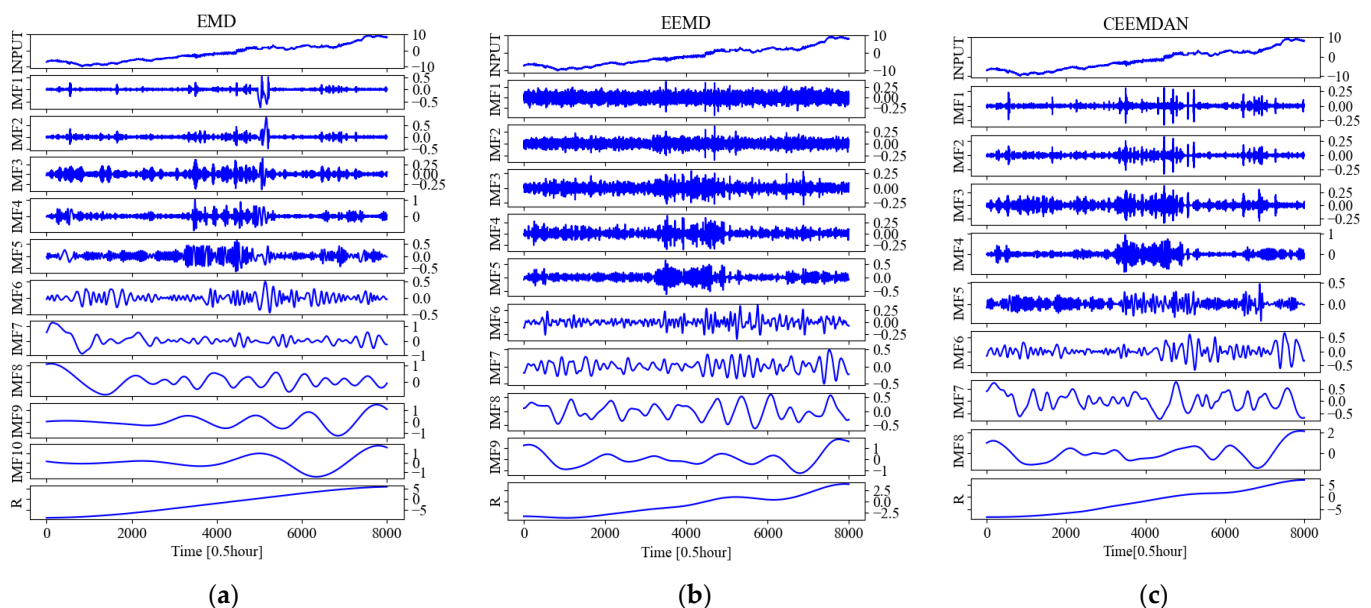 EMD
INPUT
10
0
−10
IMF1
0.5
0.0
−0.5
IMF2
0.5
0.0
−0.5
IMF3
0.25
0.00
−0.25
IMF4
1
0
IMF5
0.5
0.0
−0.5
IMF6
0.5
0.0
−0.5
IMF7
1
0
−1
IMF8
1
0
IMF9
1
0
−1
IMF10
1
0
−1
R
5
0
−5
0 2000 4000 6000 8000
Time [0.5hour]
(a)
EEMD
INPUT
10
0
−10
IMF1
0.25
0.00
−0.25
IMF2
0.25
0.00
−0.25
IMF3
0.25
0.00
−0.25
IMF4
0.25
0.00
−0.25
IMF5
0.5
0.0
−0.5
IMF6
0.25
0.00
−0.25
IMF7
0.5
0.0
−0.5
IMF8
0.5
0.0
−0.5
IMF9
1
0
−1
R
2.5
0.0
−2.5
0 2000 4000 6000 8000
Time [0.5hour]
(b)
CEEMDAN
INPUT
10
0
−10
IMF1
0.25
0.00
−0.25
IMF2
0.25
0.00
−0.25
IMF3
0.25
0.00
−0.25
IMF4
1
0
IMF5
0.5
0.0
IMF6
0.5
0.0
−0.5
IMF7
0.5
0.0
−0.5
IMF8
2
0
R
5
0
−5
0 2000 4000 6000 8000
Time[0.5hour]
(c)